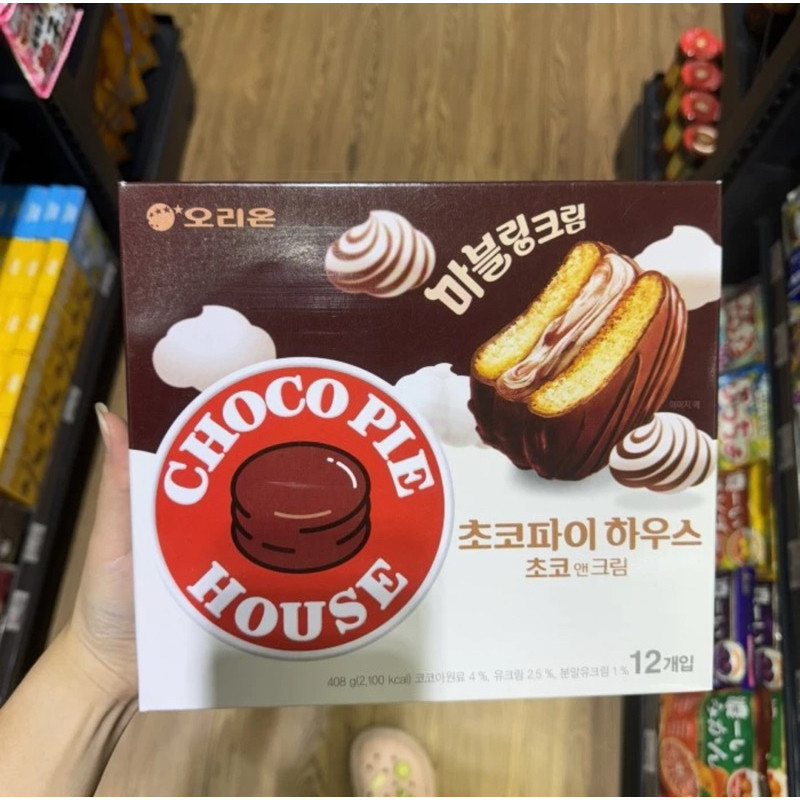 오리온
마블링크림
이미지 예
CHOCO PIE
HOUSE
초코파이 하우스
초코 앤 크림
408 g(2,100 kcal) 코코아원료 4 %, 유크림 2.5 %, 분말유크림 1 % 12개입